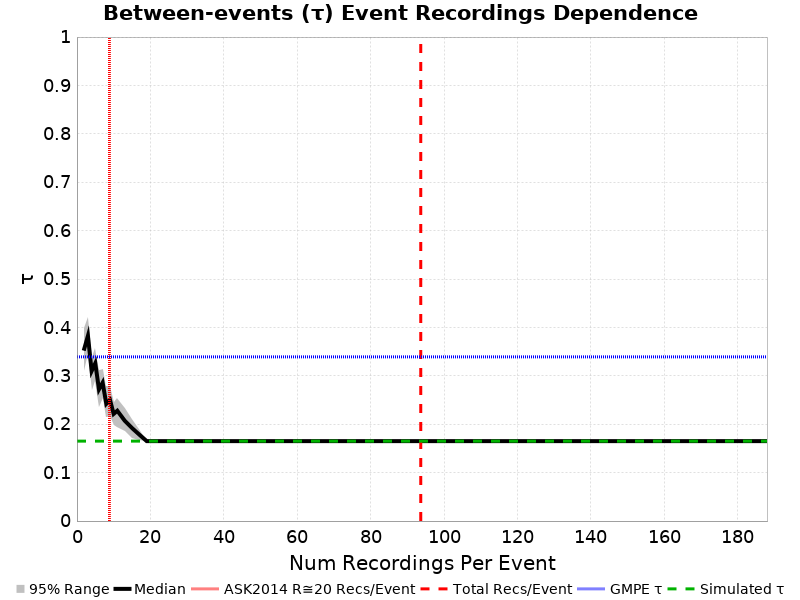 Between-events (τ) Event Recordings Dependence
1
0.9
0.8
0.7
0.6
0.5
0.4
0.3
0.2
0.1
0
τ
0 20 40 60 80 100 120 140 160 180
Num Recordings Per Event
95% Range Median ASK2014 R≅20 Recs/Event Total Recs/Event GMPE τ Simulated τ